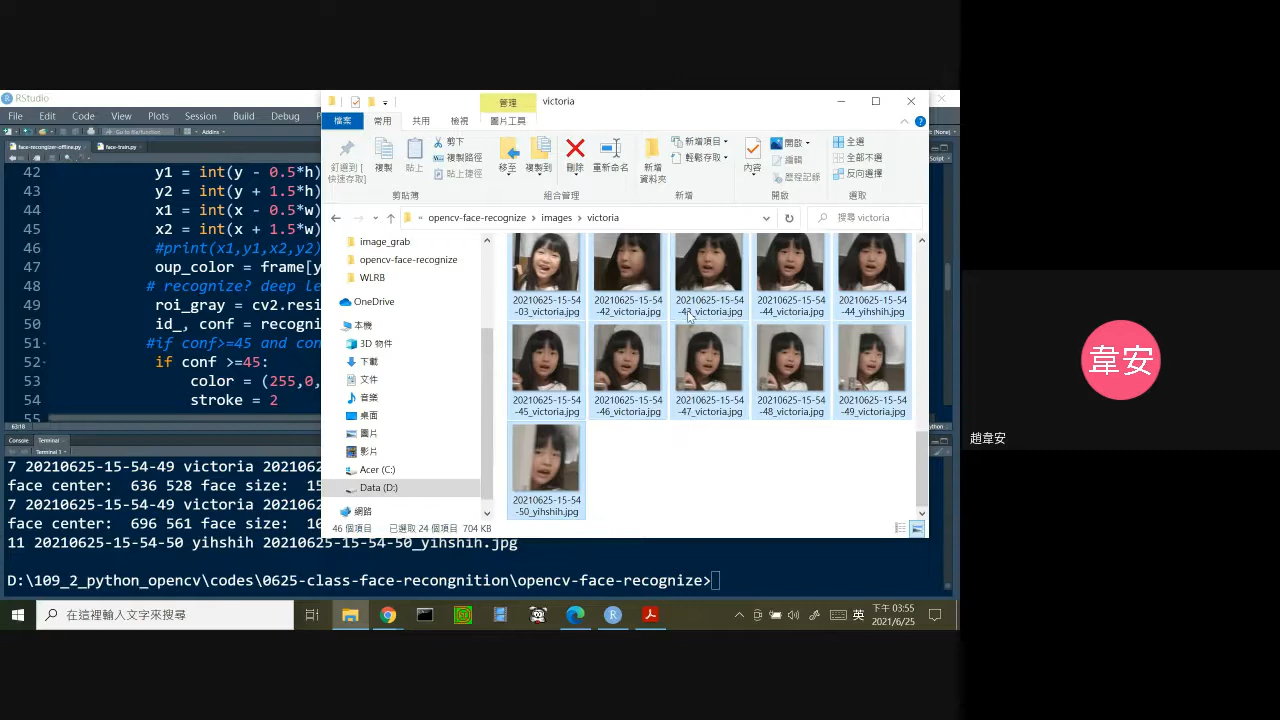 RStudio
File Edit Code View Plots Session Build Debug
Go to file/function Addins
face-recongizer-offline.py face-train.py
42 y1 = int(y - 0.5*h)
43 y2 = int(y + 1.5*h)
44 x1 = int(x - 0.5*w)
45 x2 = int(x + 1.5*w)
46 #print(x1,y1,x2,y2)
47 oup_color = frame[y
48 # recognize? deep le
49 roi_gray = cv2.resi
50 id_, conf = recogni
51 #if conf>=45 and con
52 if conf >=45:
53 color = (255,0,
54 stroke = 2
55
63:18
Console Terminal
Terminal 1
7 20210625-15-54-49 victoria 202106
face center: 636 528 face size: 15
7 20210625-15-54-49 victoria 202106
face center: 696 561 face size: 10
11 20210625-15-54-50 yihshih 20210625-15-54-50_yihshih.jpg
D:\109_2_python_opencv\codes\0625-class-face-recongnition\opencv-face-recognize>
管理 victoria
檔案 常用 共用 檢視 圖片工具
釘選到 [快速存取] 複製 貼上 剪下 複製路徑 貼上捷徑 移至 複製到 刪除 重新命名 新增資料夾 新增項目 輕鬆存取 內容 開啟 編輯 歷程記錄 全選 全部不選 反向選擇
剪貼簿 組合管理 新增 開啟 選取
« opencv-face-recognize > images > victoria
搜尋 victoria
image_grab
opencv-face-recognize
WLRB
OneDrive
本機
3D 物件
下載
文件
音樂
桌面
圖片
影片
Acer (C:)
Data (D:)
網路
20210625-15-54-03_victoria.jpg
20210625-15-54-42_victoria.jpg
20210625-15-54-43_victoria.jpg
20210625-15-54-44_victoria.jpg
20210625-15-54-44_yihshih.jpg
20210625-15-54-45_victoria.jpg
20210625-15-54-46_victoria.jpg
20210625-15-54-47_victoria.jpg
20210625-15-54-48_victoria.jpg
20210625-15-54-49_victoria.jpg
20210625-15-54-50_yihshih.jpg
46 個項目 已選取 24 個項目 704 KB
在這裡輸入文字來搜尋
英
下午 03:55
2021/6/25
韋安
趙韋安